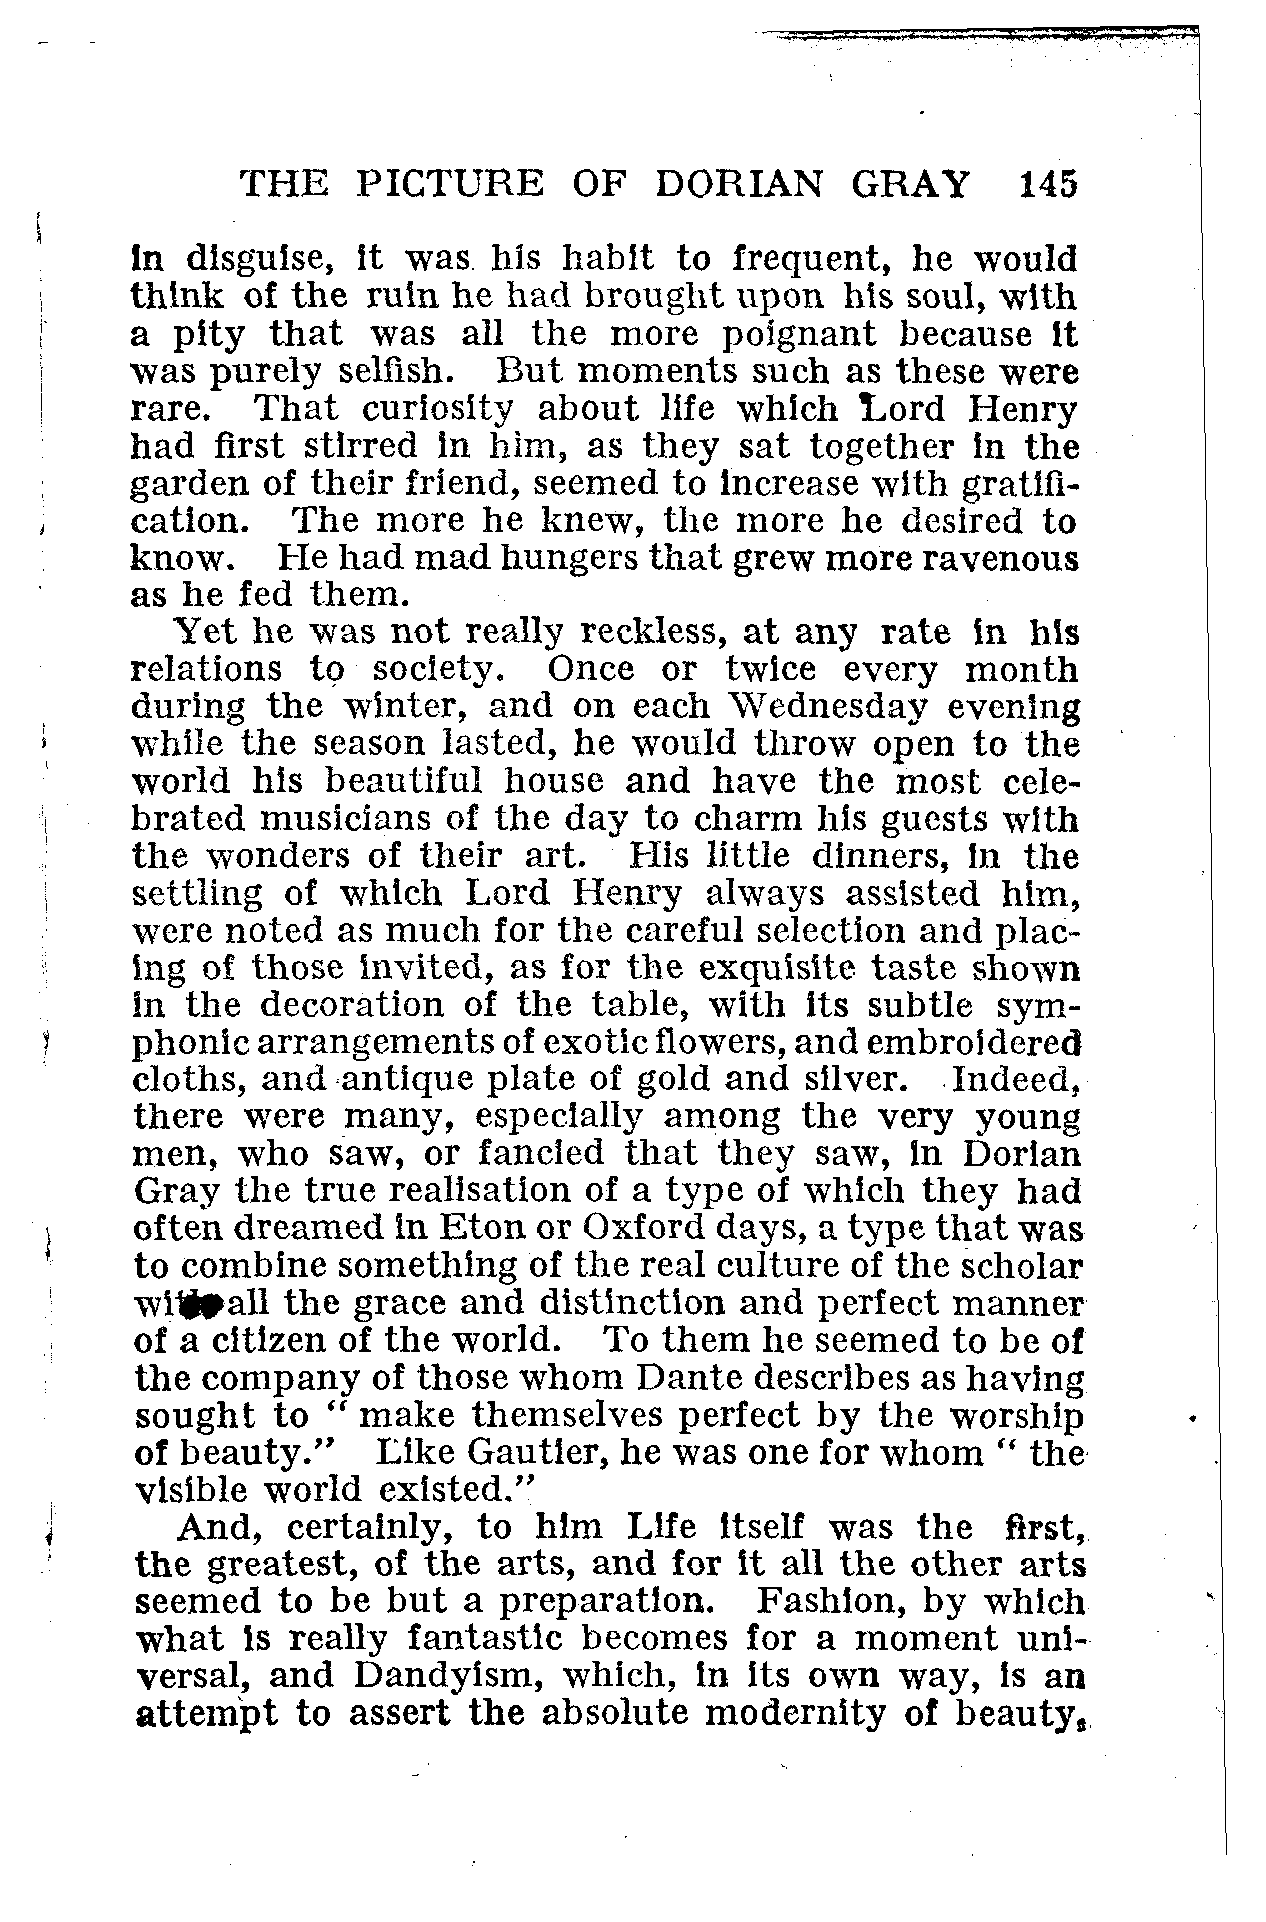 THE PICTURE OF DORIAN GRAY 145
in disguise, it was his habit to frequent, he would
think of the ruin he had brought upon his soul, with
a pity that was all the more poignant because it
was purely selfish. But moments such as these were
rare. That curiosity about life which Lord Henry
had first stirred in him, as they sat together in the
garden of their friend, seemed to increase with gratifi-
cation. The more he knew, the more he desired to
know. He had mad hungers that grew more ravenous
as he fed them.
Yet he was not really reckless, at any rate in his
relations to society. Once or twice every month
during the winter, and on each Wednesday evening
while the season lasted, he would throw open to the
world his beautiful house and have the most cele-
brated musicians of the day to charm his guests with
the wonders of their art. His little dinners, in the
settling of which Lord Henry always assisted him,
were noted as much for the careful selection and plac-
ing of those invited, as for the exquisite taste shown
in the decoration of the table, with its subtle sym-
phonic arrangements of exotic flowers, and embroidered
cloths, and antique plate of gold and silver. Indeed,
there were many, especially among the very young
men, who saw, or fancied that they saw, in Dorian
Gray the true realisation of a type of which they had
often dreamed in Eton or Oxford days, a type that was
to combine something of the real culture of the scholar
all the grace and distinction and perfect manner
of a citizen of the world. To them he seemed to be of
the company of those whom Dante describes as having
sought to “ make themselves perfect by the worship
of beauty.” Like Gautier, he was one for whom “ the
visible world existed.”
And, certainly, to him Life itself was the first,
the greatest, of the arts, and for it all the other arts
seemed to be but a preparation. Fashion, by which
what is really fantastic becomes for a moment uni-
versal, and Dandyism, which, in its own way, is an
attempt to assert the absolute modernity of beauty,